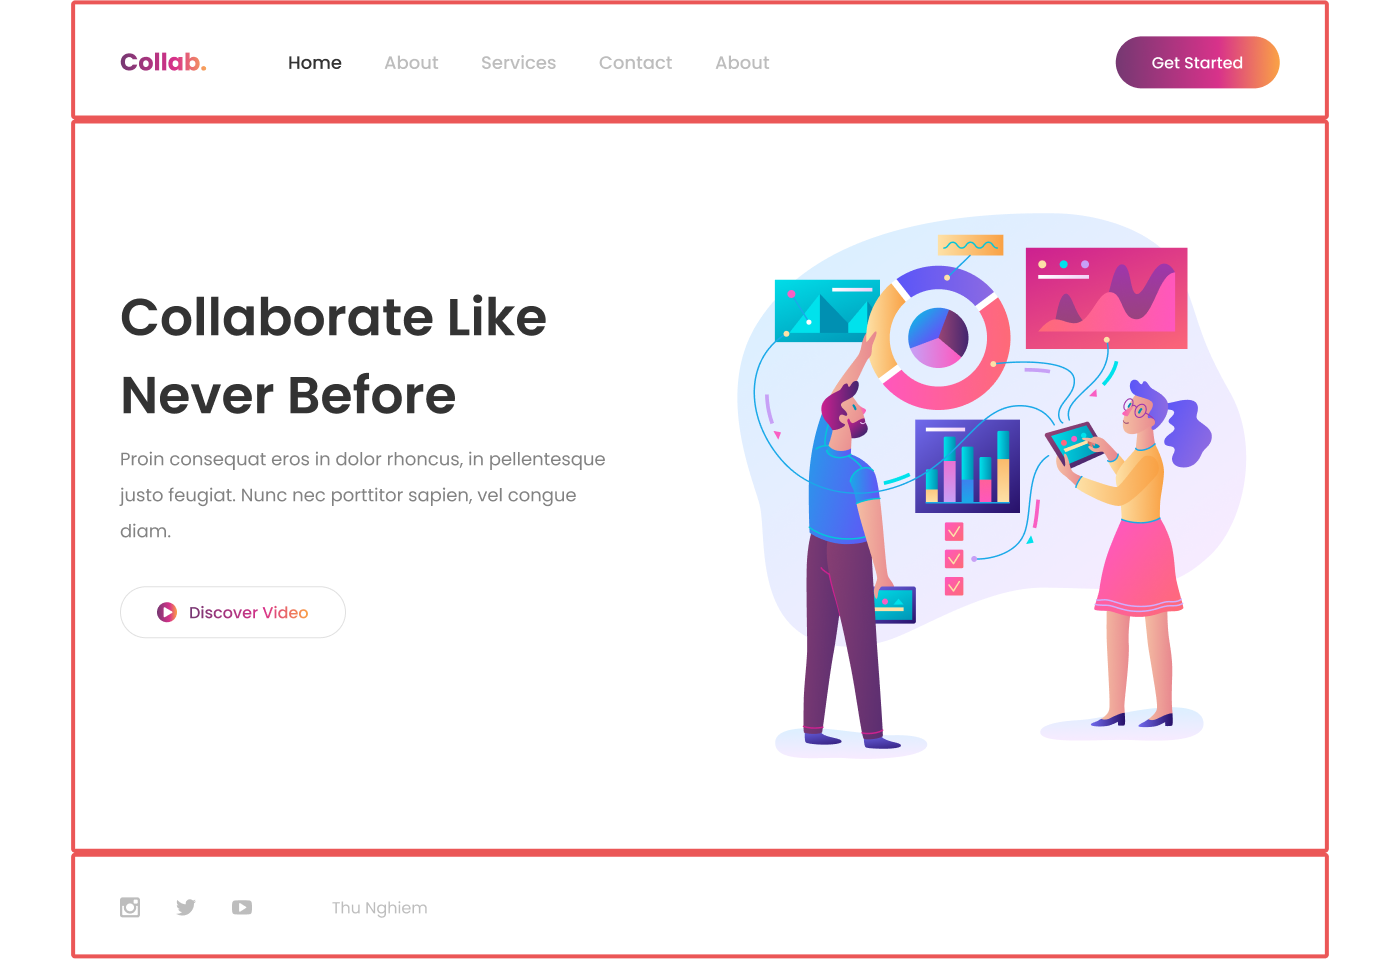 Collab. Home About Services Contact About Get Started
Collaborate Like
Never Before
Proin consequat eros in dolor rhoncus, in pellentesque
justo feugiat. Nunc nec porttitor sapien, vel congue
diam.
Discover Video
Thu Nghiem